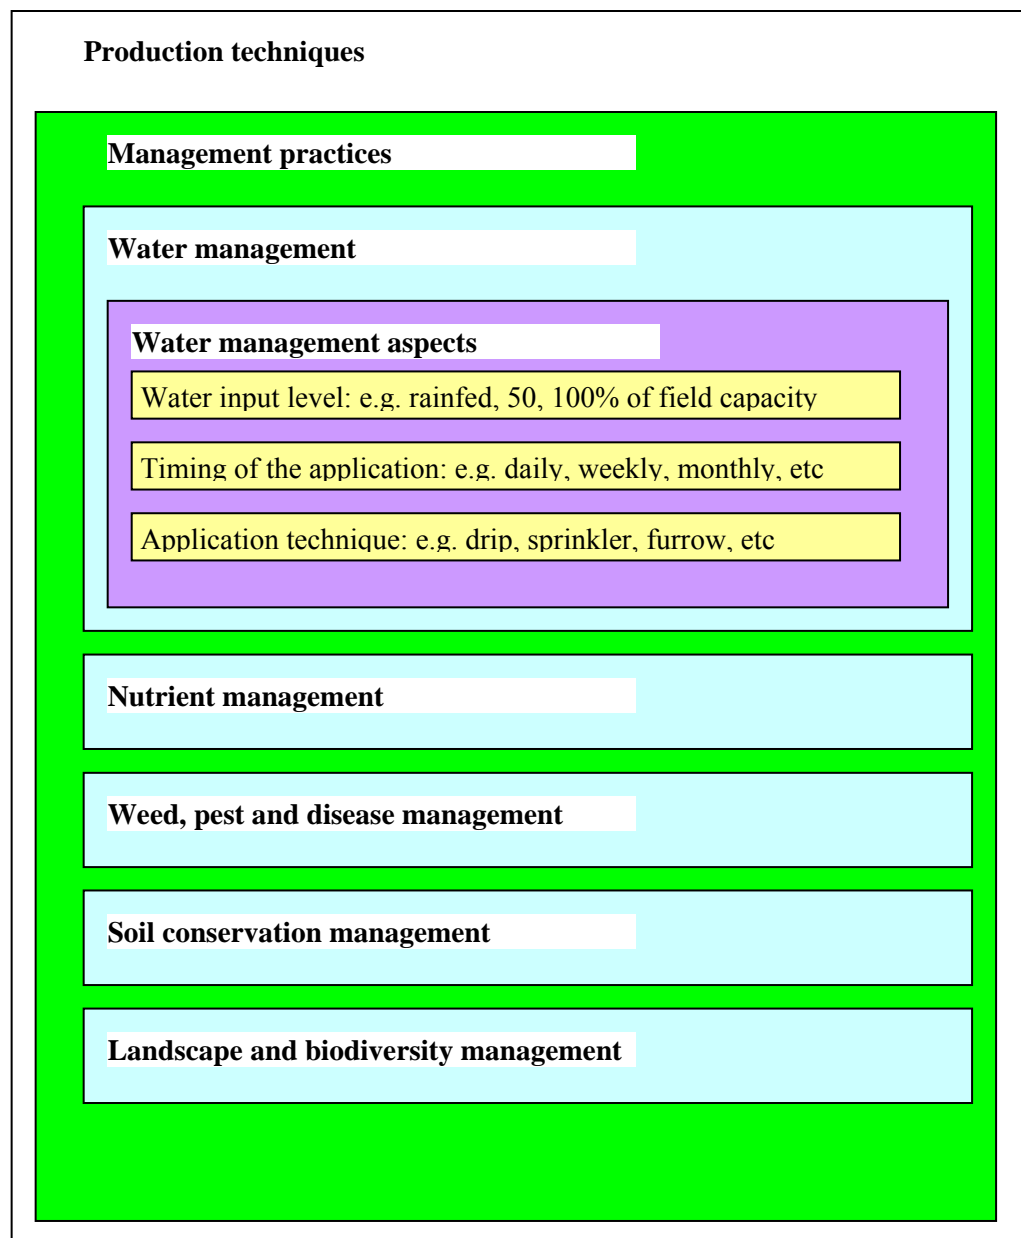 Production techniques
Management practices
Water management
Water management aspects
Water input level: e.g. rainfed, 50, 100% of field capacity
Timing of the application: e.g. daily, weekly, monthly, etc
Application technique: e.g. drip, sprinkler, furrow, etc
Nutrient management
Weed, pest and disease management
Soil conservation management
Landscape and biodiversity management